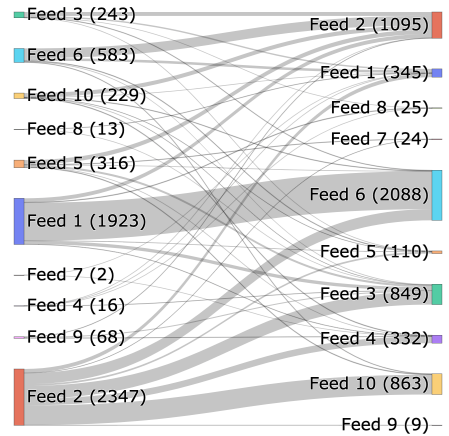 Feed 3 (243)
Feed 6 (583)
Feed 10 (229)
Feed 8 (13)
Feed 5 (316)
Feed 1 (1923)
Feed 7 (2)
Feed 4 (16)
Feed 9 (68)
Feed 2 (2347)
Feed 2 (1095)
Feed 1 (345)
Feed 8 (25)
Feed 7 (24)
Feed 6 (2088)
Feed 5 (110)
Feed 3 (849)
Feed 4 (332)
Feed 10 (863)
Feed 9 (9)